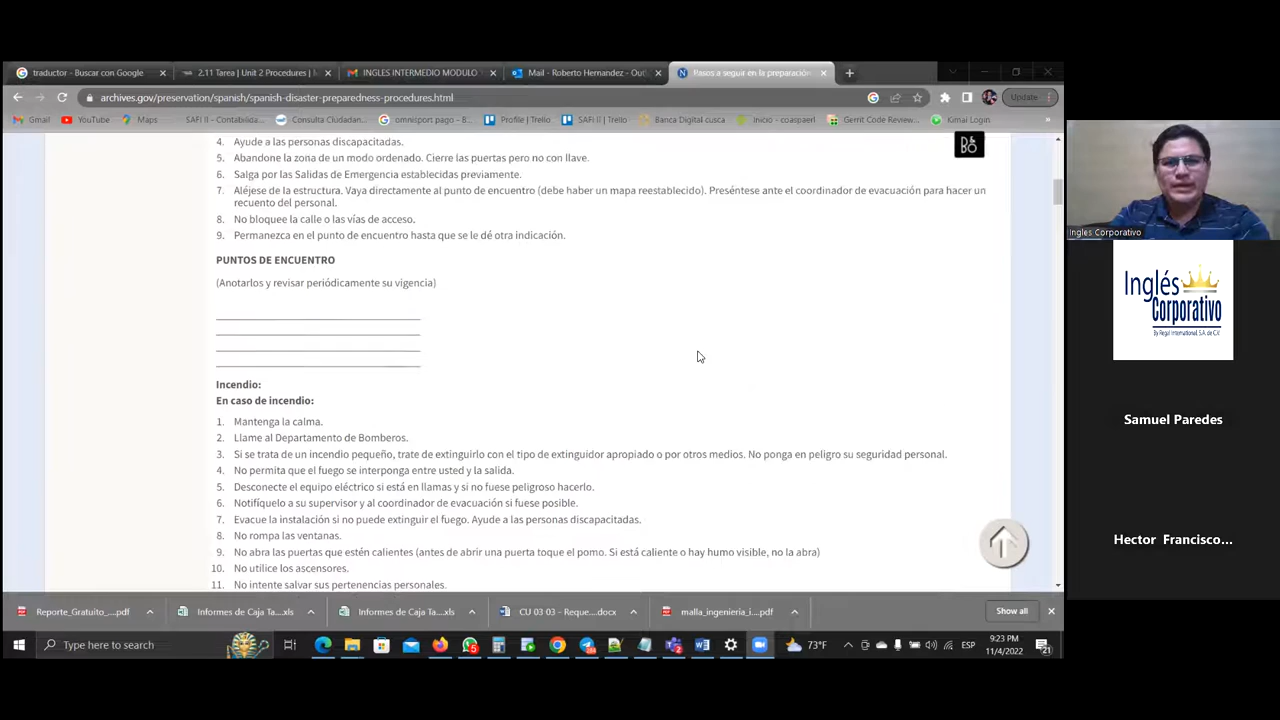 traductor - Buscar con Google
2.11 Tarea | Unit 2 Procedures |
INGLES INTERMEDIO MODULO
Mail - Roberto Hernandez - Out
Pasos a seguir en la preparación
archives.gov/preservation/spanish/spanish-disaster-preparedness-procedures.html
Update
Gmail
YouTube
Maps
SAFI II - Contabilida...
Consulta Ciudadan...
omnisport pago - B...
Profile | Trello
SAFI II | Trello
Banca Digital cusca
Inicio - coaspaerl
Gerrit Code Review...
Kimai Login
»
4. Ayude a las personas discapacitadas.
5. Abandone la zona de un modo ordenado. Cierre las puertas pero no con llave.
6. Salga por las Salidas de Emergencia establecidas previamente.
7. Aléjese de la estructura. Vaya directamente al punto de encuentro (debe haber un mapa reestablecido). Preséntese ante el coordinador de evacuación para hacer un
recuento del personal.
8. No bloquee la calle o las vías de acceso.
9. Permanezca en el punto de encuentro hasta que se le dé otra indicación.
PUNTOS DE ENCUENTRO
(Anotarlos y revisar periódicamente su vigencia)
Incendio:
En caso de incendio:
1. Mantenga la calma.
2. Llame al Departamento de Bomberos.
3. Si se trata de un incendio pequeño, trate de extinguirlo con el tipo de extinguidor apropiado o por otros medios. No ponga en peligro su seguridad personal.
4. No permita que el fuego se interponga entre usted y la salida.
5. Desconecte el equipo eléctrico si está en llamas y si no fuese peligroso hacerlo.
6. Notifíquelo a su supervisor y al coordinador de evacuación si fuese posible.
7. Evacue la instalación si no puede extinguir el fuego. Ayude a las personas discapacitadas.
8. No rompa las ventanas.
9. No abra las puertas que estén calientes (antes de abrir una puerta toque el pomo. Si está caliente o hay humo visible, no la abra)
10. No utilice los ascensores.
11. No intente salvar sus pertenencias personales.
Reporte_Gratuito_....pdf
Informes de Caja Ta....xls
Informes de Caja Ta....xls
CU 03 03 - Reque....docx
malla_ingenieria_i....pdf
Show all
Type here to search
73°F
ESP
9:23 PM
11/4/2022
21
Ingles Corporativo
Inglés
Corporativo
By Regal International, S.A. de C.V.
Samuel Paredes
Hector Francisco...